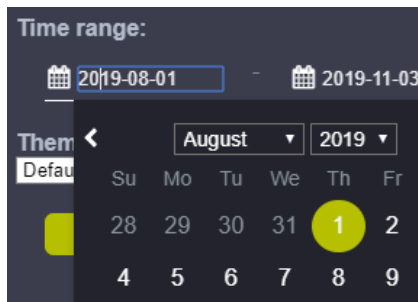 Time range:
2019-08-01 - 2019-11-03
Them
Defau
August 2019
Su Mo Tu We Th Fr
28 29 30 31 1 2
4 5 6 7 8 9